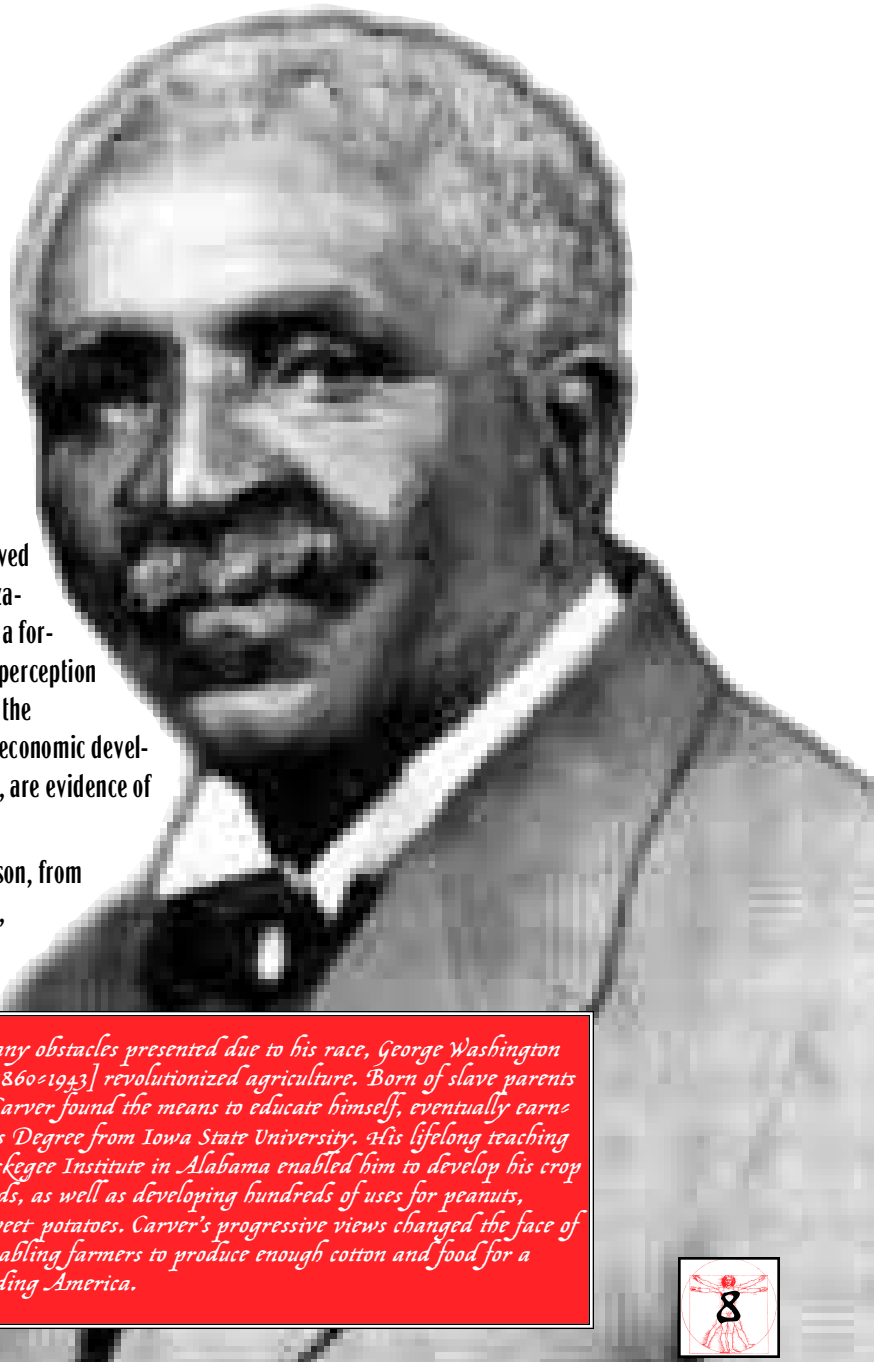 ved
za-
a for-
perception
the
economic devel-
, are evidence of
son, from
,
any obstacles presented due to his race, George Washington
860-1943] revolutionized agriculture. Born of slave parents
Carver found the means to educate himself, eventually earn-
s Degree from Iowa State University. His lifelong teaching
skegee Institute in Alabama enabled him to develop his crop
ds, as well as developing hundreds of uses for peanuts,
weet potatoes. Carver's progressive views changed the face of
abling farmers to produce enough cotton and food for a
ding America.
8